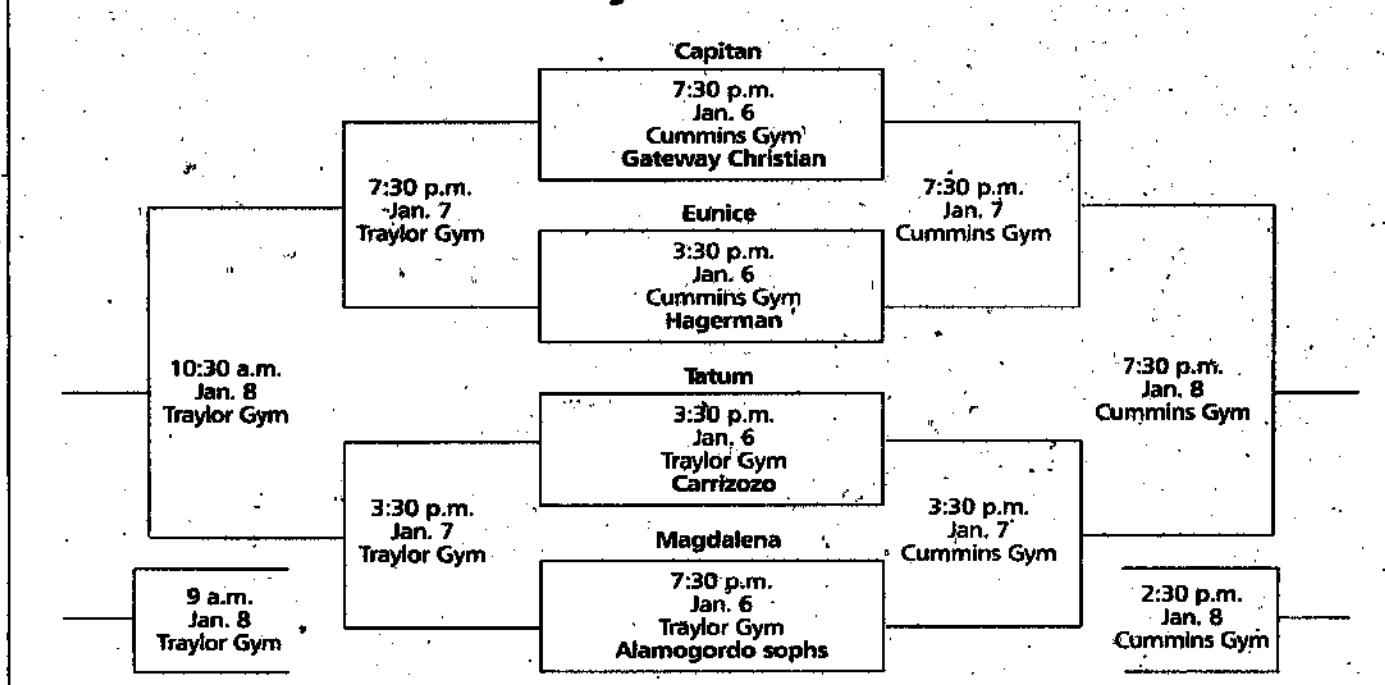 Capitan
7:30 p.m.
Jan. 6
Cummins Gym
Gateway Christian
7:30 p.m.
Jan. 7
Traylor Gym
7:30 p.m.
Jan. 7
Cummins Gym
Eunice
3:30 p.m.
Jan. 6
Cummins Gym
Hagerman
10:30 a.m.
Jan. 8
Traylor Gym
7:30 p.m.
Jan. 8
Cummins Gym
Tatum
3:30 p.m.
Jan. 6
Traylor Gym
Carrizozo
3:30 p.m.
Jan. 7
Traylor Gym
3:30 p.m.
Jan. 7
Cummins Gym
Magdalena
7:30 p.m.
Jan. 6
Traylor Gym
Alamogordo sophs
9 a.m.
Jan. 8
Traylor Gym
2:30 p.m.
Jan. 8
Cummins Gym